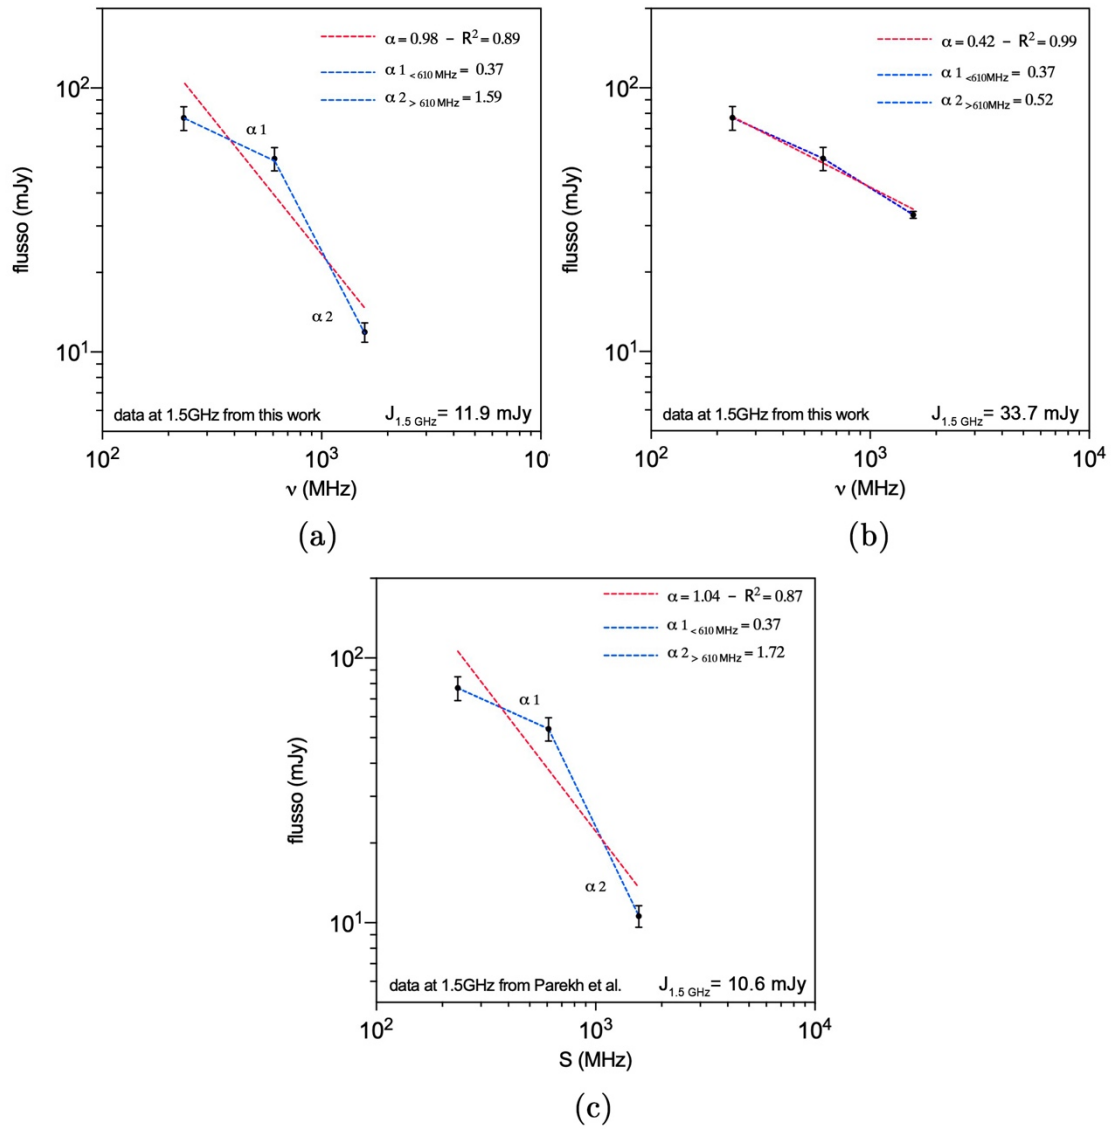 α = 0.98 – R² = 0.89
α 1 <610 MHz = 0.37
α 2 > 610 MHz = 1.59
10²
α 1
flusso (mJy)
α 2
10¹
data at 1.5GHz from this work J 1.5 GHz = 11.9 mJy
10² 10³ 10
ν (MHz)
(a)
α = 0.42 – R² = 0.99
α 1 <610MHz = 0.37
α 2 >610MHz = 0.52
10²
flusso (mJy)
10¹
data at 1.5GHz from this work J 1.5 GHz = 33.7 mJy
10² 10³ 10⁴
ν (MHz)
(b)
α = 1.04 – R² = 0.87
α 1 <610 MHz = 0.37
α 2 > 610 MHz = 1.72
10²
α 1
flusso (mJy)
α 2
10¹
data at 1.5GHz from Parekh et al. J 1.5 GHz = 10.6 mJy
10² 10³ 10⁴
S (MHz)
(c)